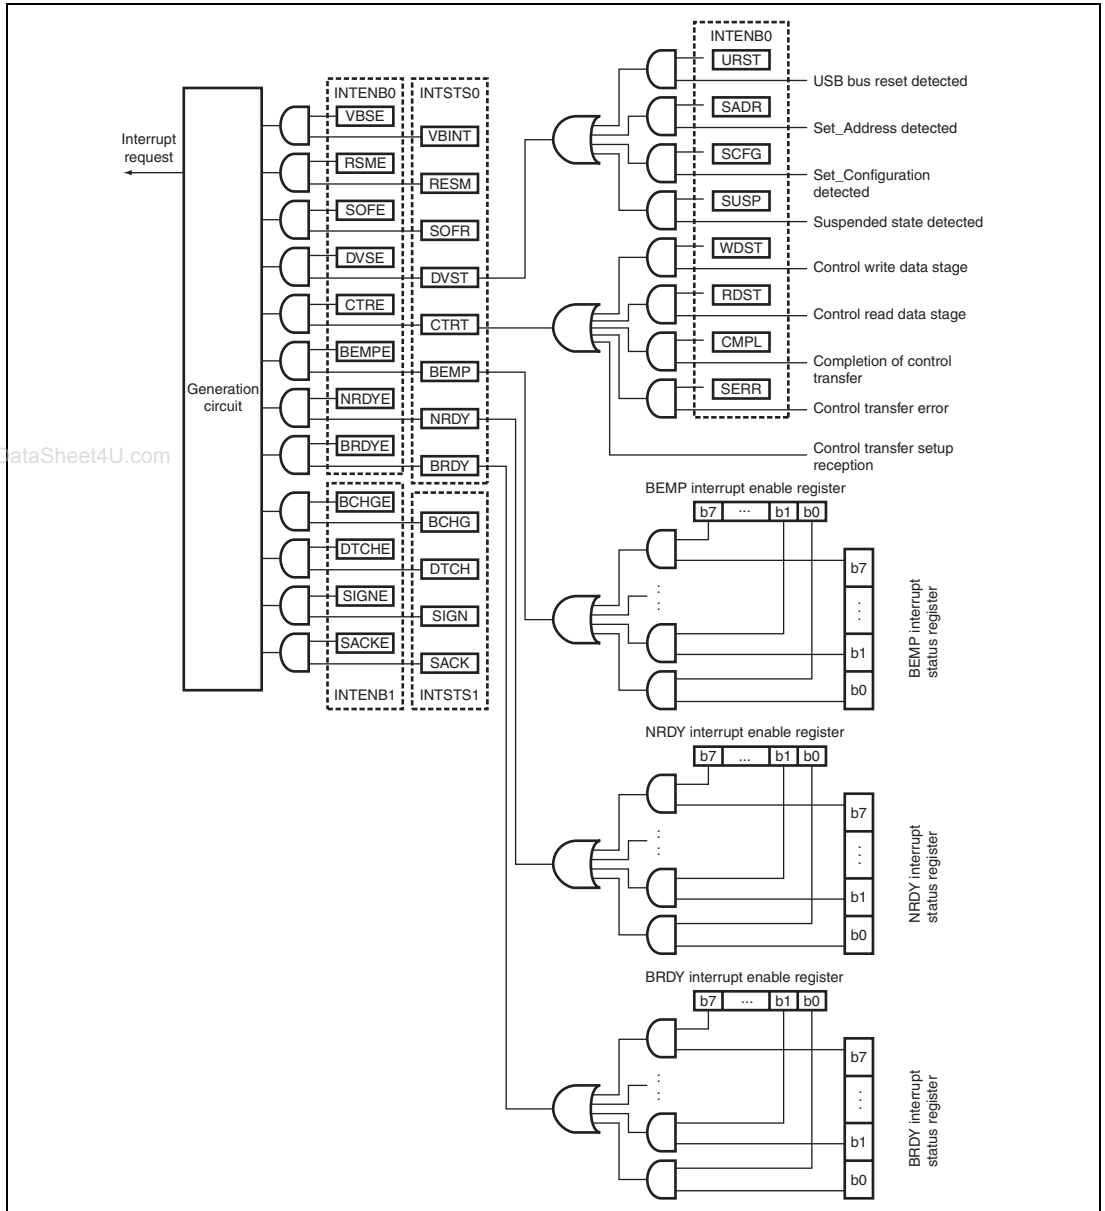 INTENB0
URST
USB bus reset detected
INTENB0 INTSTS0
VBSE
VBINT
SADR
Set_Address detected
Interrupt
request
RSME
RESM
SCFG
Set_Configuration
detected
SOFE
SOFR
SUSP
Suspended state detected
DVSE
DVST
WDST
Control write data stage
CTRE
CTRT
RDST
Control read data stage
BEMPE
BEMP
CMPL
Completion of control
transfer
Generation
circuit
NRDYE
NRDY
SERR
Control transfer error
BRDYE
BRDY
Control transfer setup
reception
DataSheet4U.com
BCHGE
BCHG
DTCHE
DTCH
SIGNE
SIGN
SACKE
SACK
INTENB1 INTSTS1
BEMP interrupt enable register
b7 ... b1 b0
b7
...
b1
b0
BEMP interrupt
status register
NRDY interrupt enable register
b7 ... b1 b0
b7
...
b1
b0
NRDY interrupt
status register
BRDY interrupt enable register
b7 ... b1 b0
b7
...
b1
b0
BRDY interrupt
status register